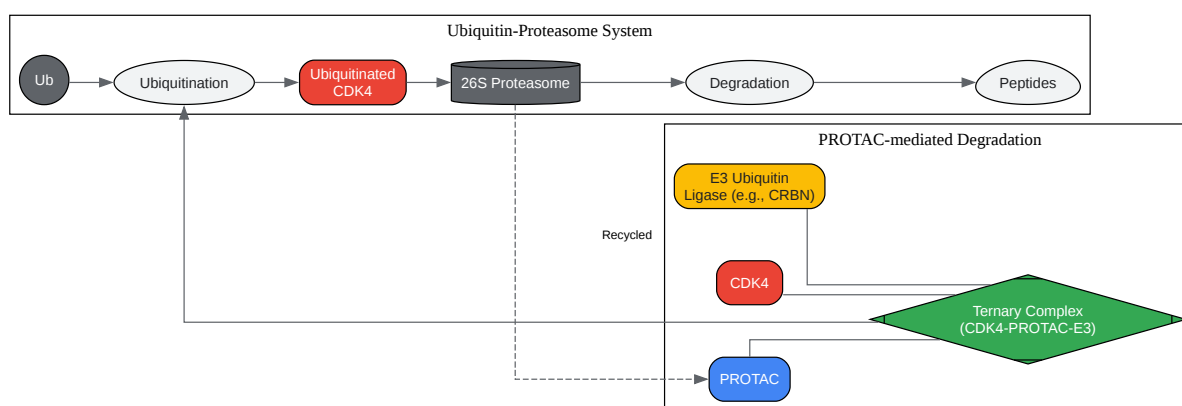 Ubiquitin-Proteasome System
Ub
Ubiquitination
Ubiquitinated
CDK4
26S Proteasome
Degradation
Peptides
PROTAC-mediated Degradation
E3 Ubiquitin
Ligase (e.g., CRBN)
Recycled
CDK4
Ternary Complex
(CDK4-PROTAC-E3)
PROTAC